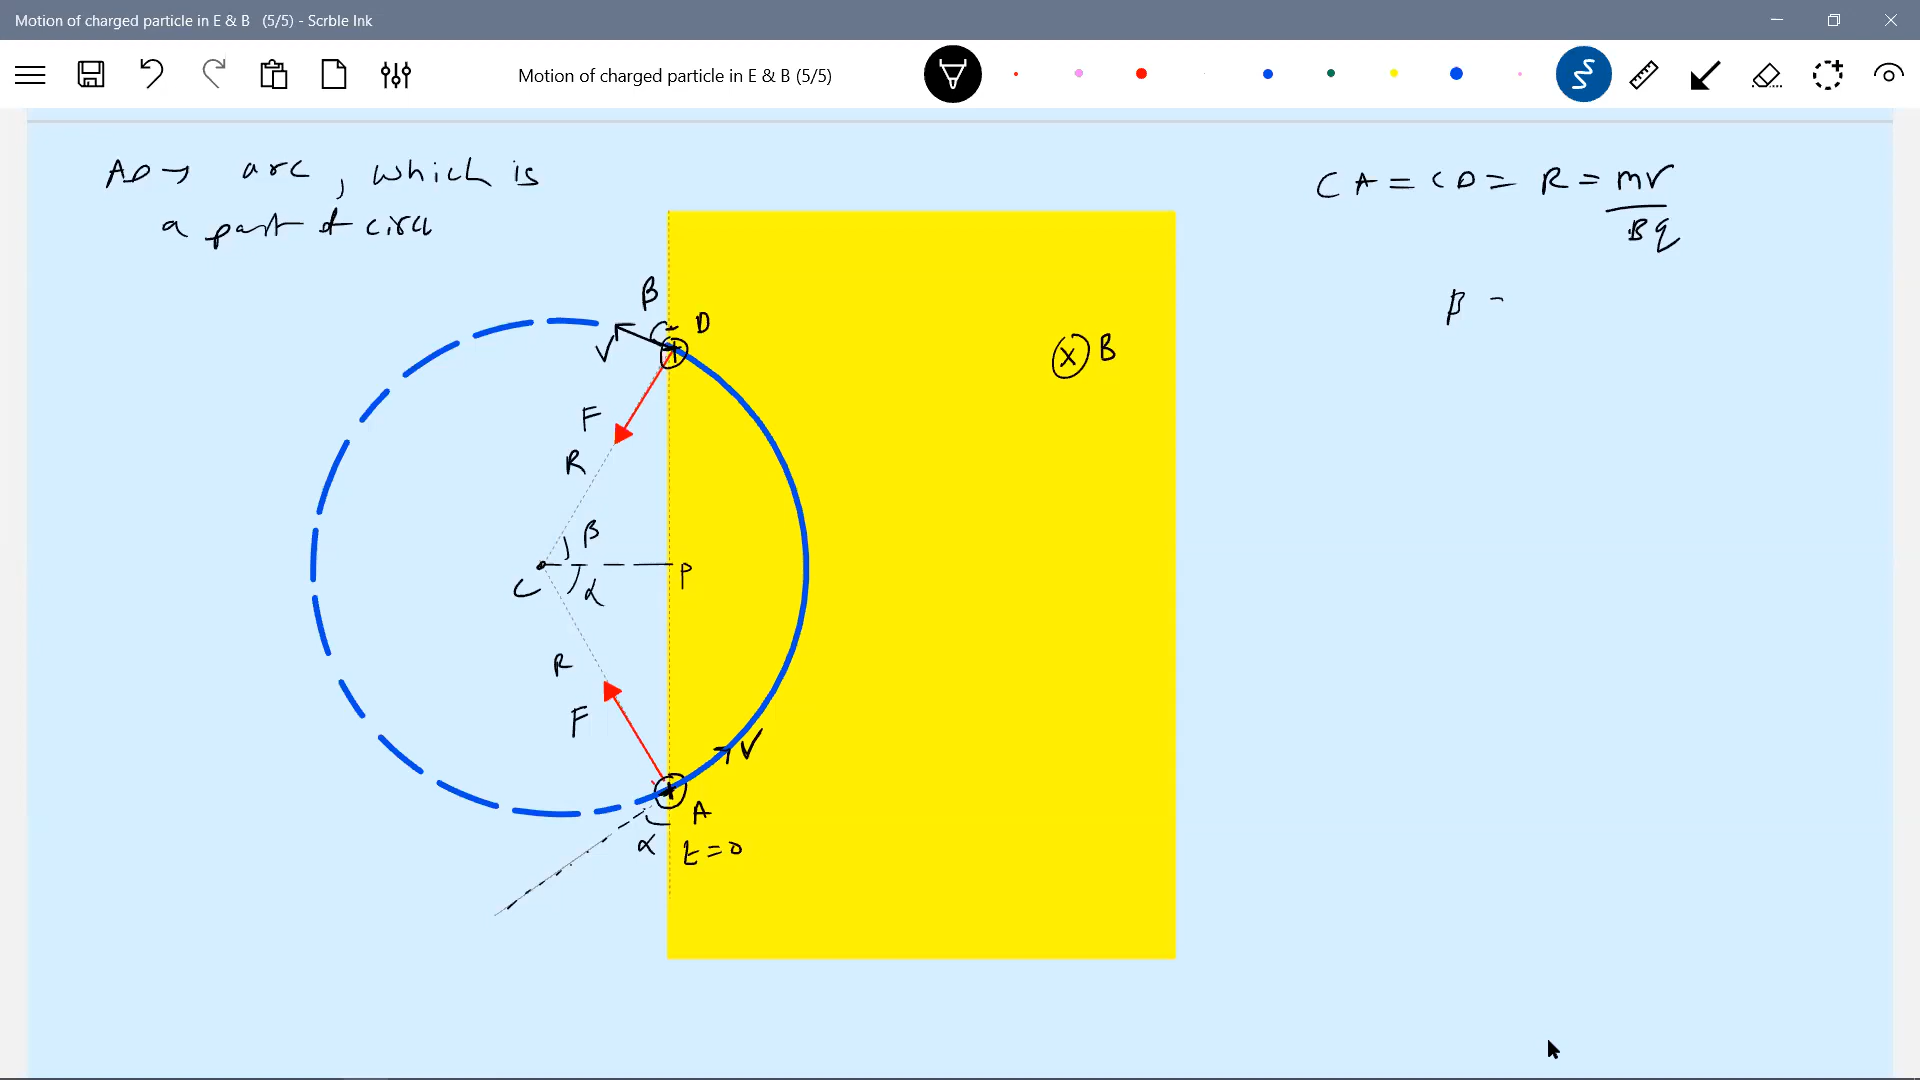 Motion of charged particle in E & B (5/5) - Scrble Ink
Motion of charged particle in E & B (5/5)
AD → arc, which is
a part of circ
CA = CD = R = mv
Bq
β =
β
D
V
X B
F
R
β
C
P
α
R
F
V
A
α
t = 0